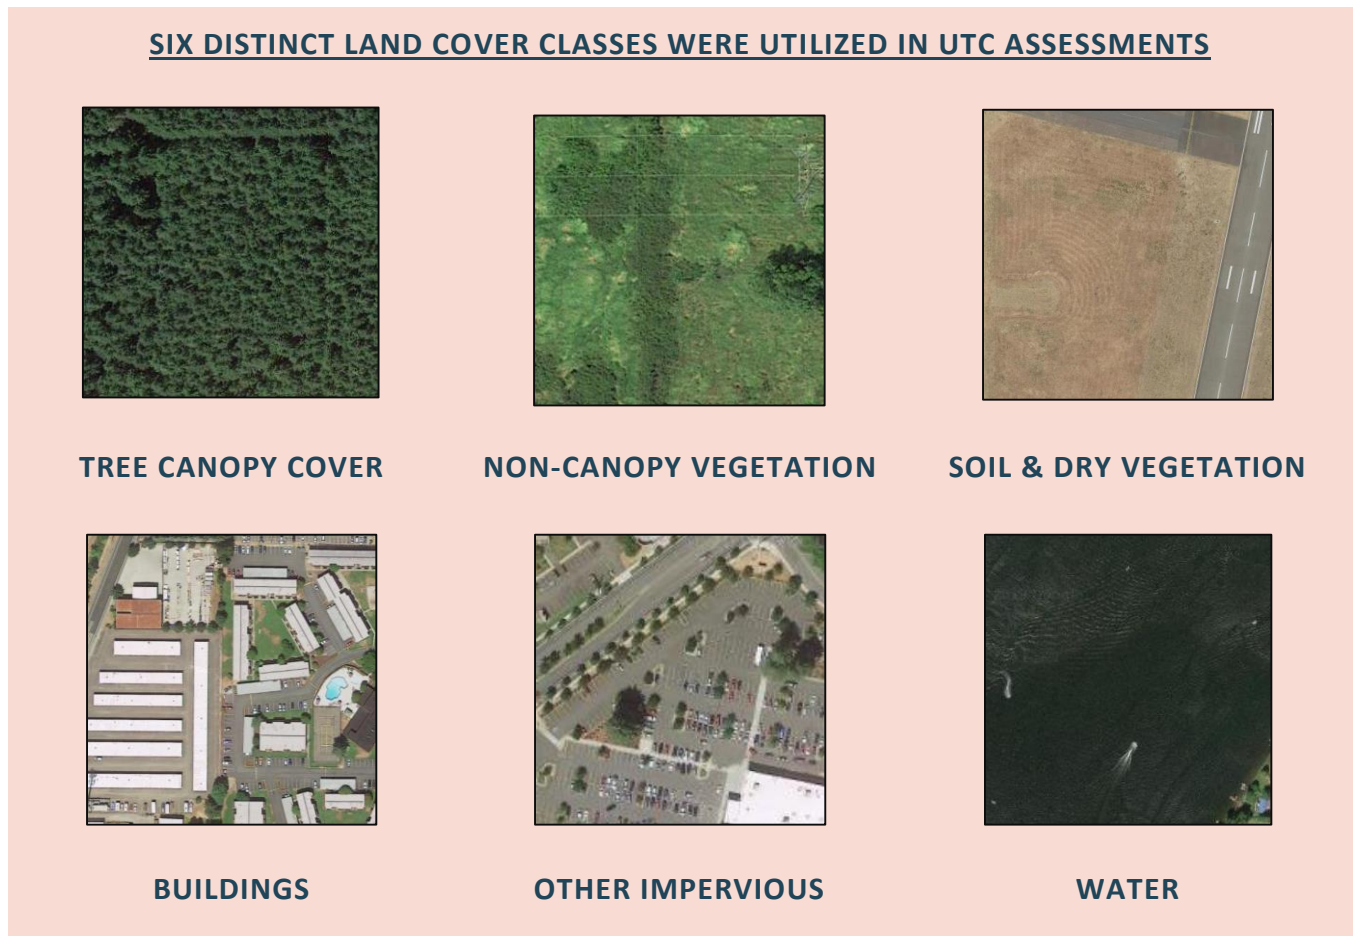 SIX DISTINCT LAND COVER CLASSES WERE UTILIZED IN UTC ASSESSMENTS
TREE CANOPY COVER
NON-CANOPY VEGETATION
SOIL & DRY VEGETATION
BUILDINGS
OTHER IMPERVIOUS
WATER